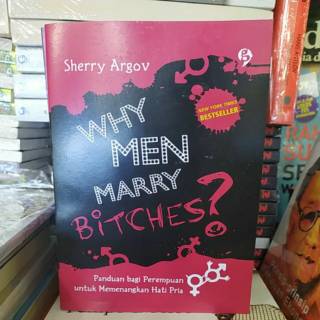 Sherry Argov
WHY
MEN
MARRY
BiTCHES?
NEW YORK TIMES
BESTSELLER
Panduan bagi Perempuan
untuk Memenangkan Hati Pria